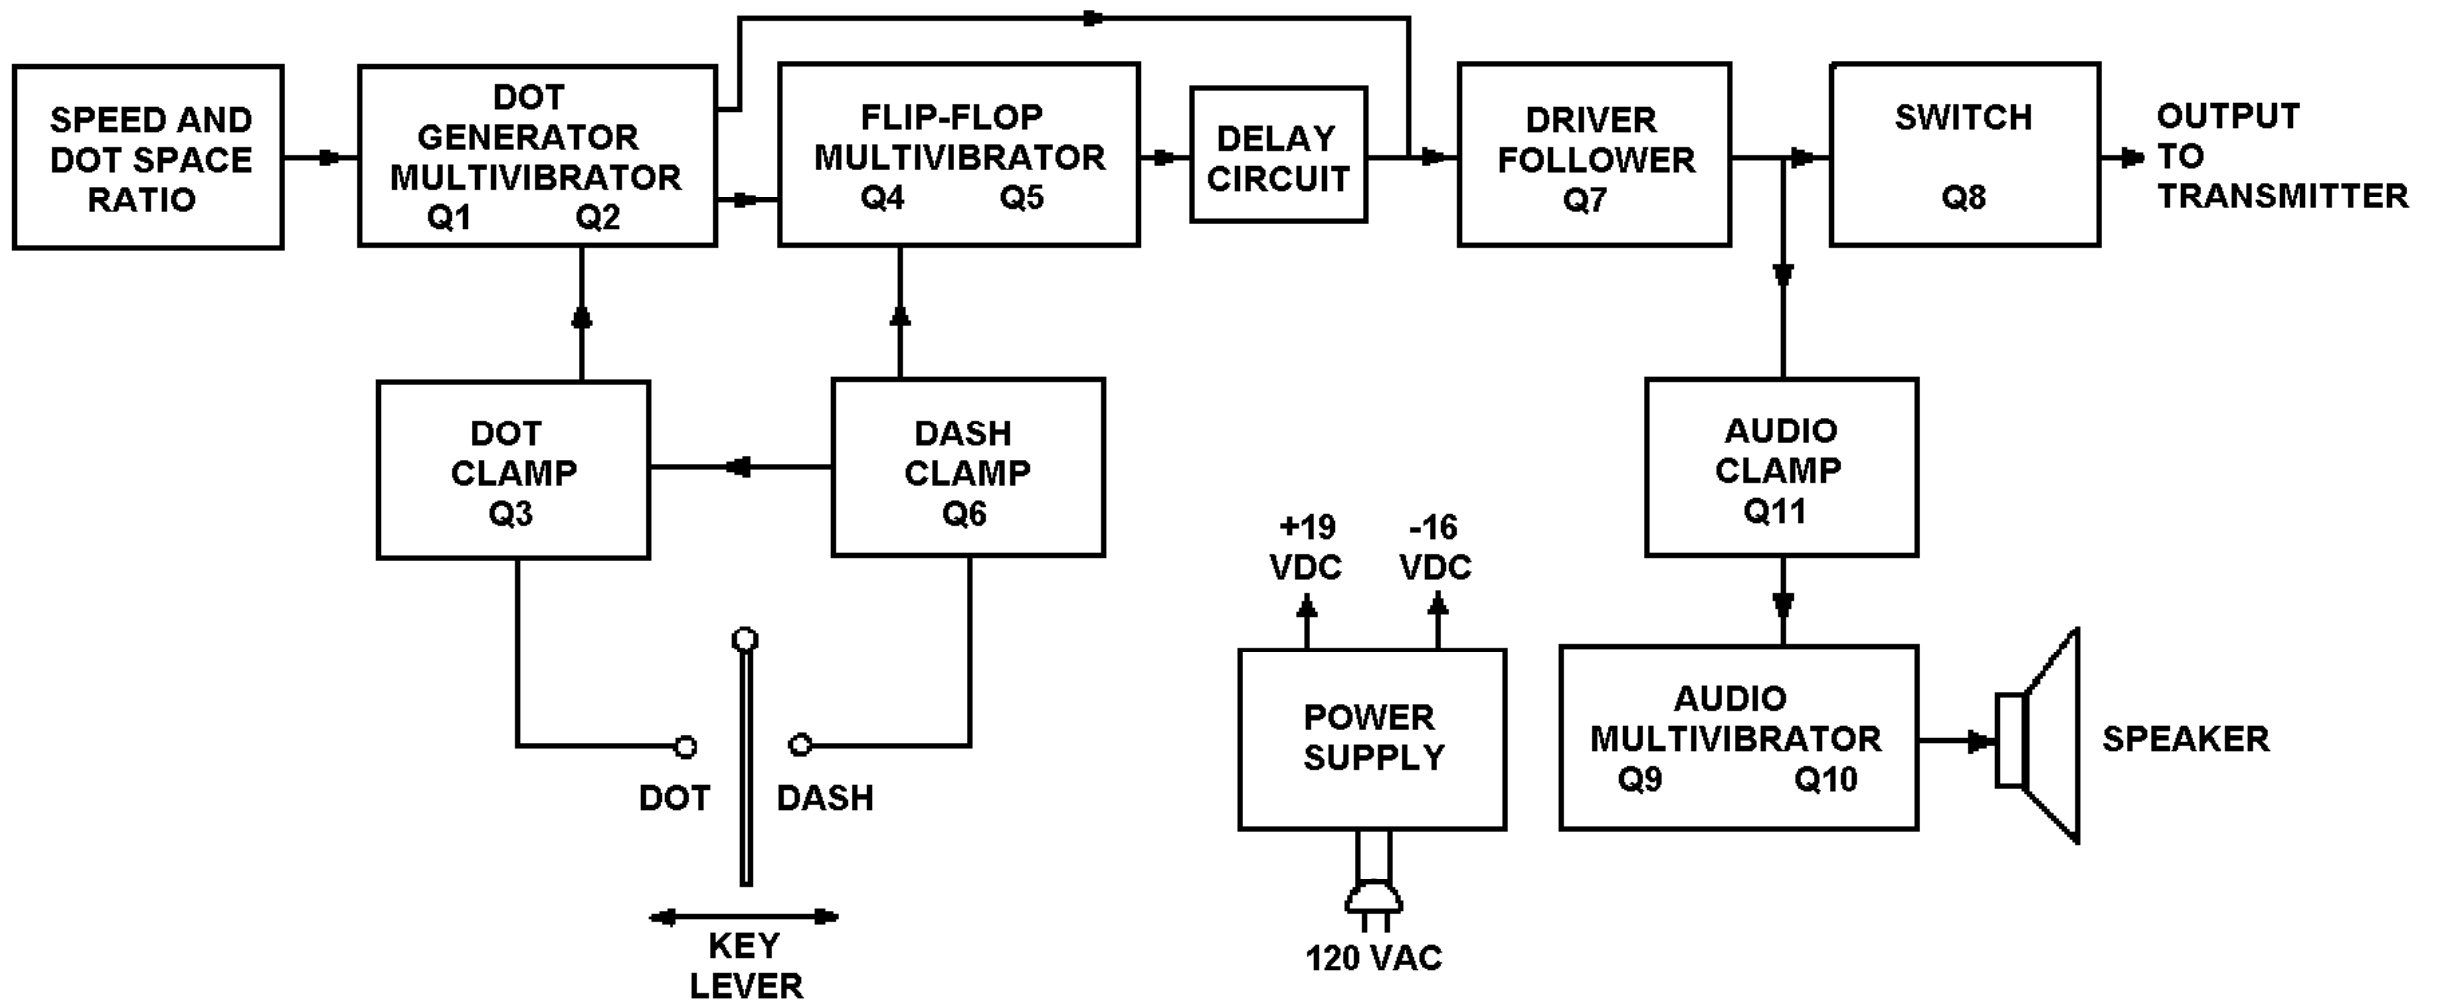 SPEED AND
DOT SPACE
RATIO
DOT
GENERATOR
MULTIVIBRATOR
Q1 Q2
FLIP-FLOP
MULTIVIBRATOR
Q4 Q5
DELAY
CIRCUIT
DRIVER
FOLLOWER
Q7
SWITCH
Q8
OUTPUT
TO
TRANSMITTER
DOT
CLAMP
Q3
DASH
CLAMP
Q6
AUDIO
CLAMP
Q11
DOT
DASH
KEY
LEVER
+19
VDC
-16
VDC
POWER
SUPPLY
120 VAC
AUDIO
MULTIVIBRATOR
Q9 Q10
SPEAKER